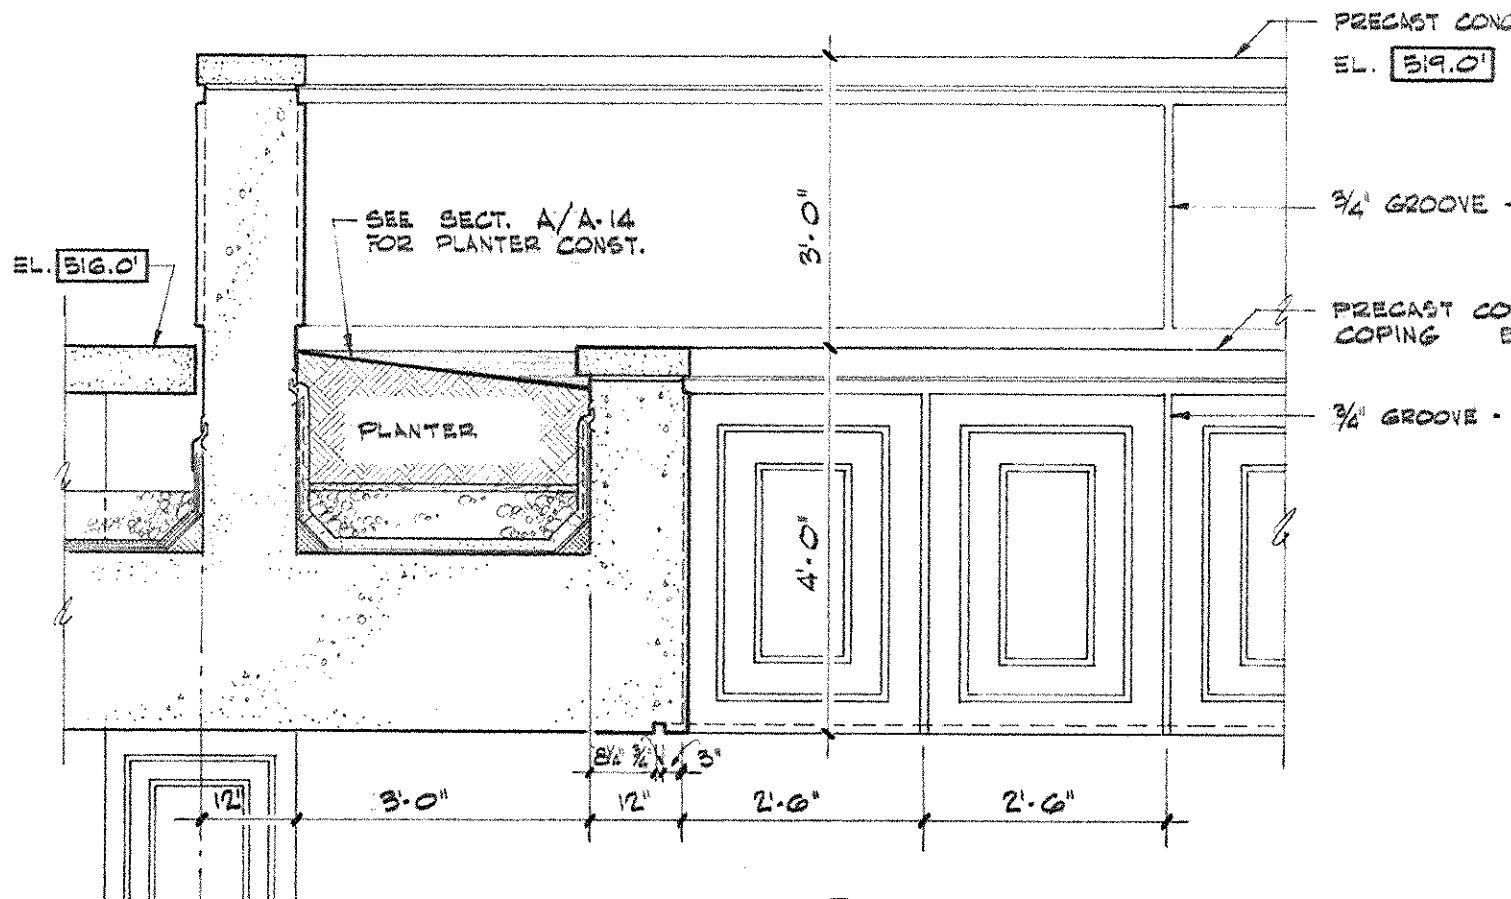 PRECAST CONC
EL. 519.0'
3/4" GROOVE -
SEE SECT. A/A-14
FOR PLANTER CONST.
3'-0"
EL. 516.0'
PRECAST CO
COPING E
3/4" GROOVE -
PLANTER
4'-0"
8 1/4" 3/4" 3"
12" 3'-0" 12" 2'-6" 2'-6"